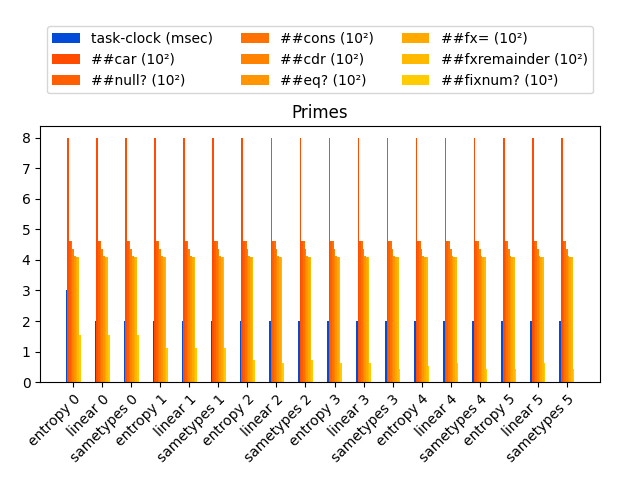 task-clock (msec) ##cons (10²) ##fx= (10²)
##car (10²) ##cdr (10²) ##fxremainder (10²)
##null? (10²) ##eq? (10²) ##fixnum? (10³)
Primes
8
7
6
5
4
3
2
1
0
entropy 0
linear 0
sametypes 0
entropy 1
linear 1
sametypes 1
entropy 2
linear 2
sametypes 2
entropy 3
linear 3
sametypes 3
entropy 4
linear 4
sametypes 4
entropy 5
linear 5
sametypes 5